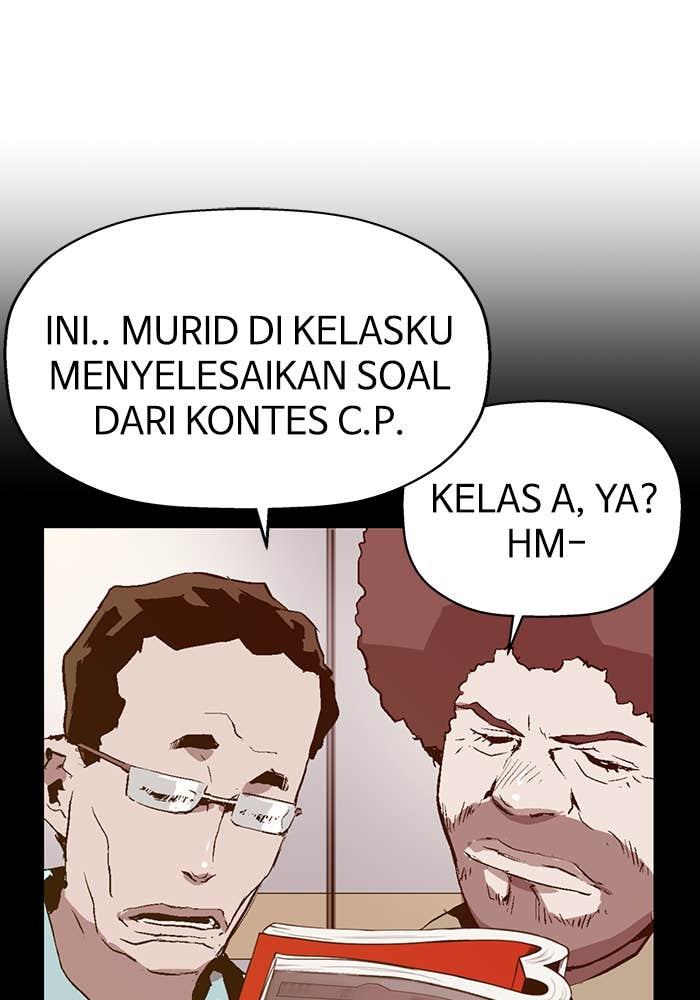 INI.. MURID DI KELASKU
MENYELESAIKAN SOAL
DARI KONTES C.P.
KELAS A, YA?
HM-